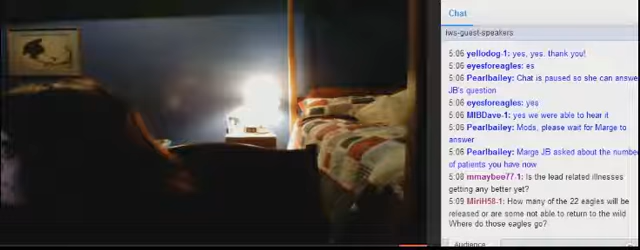 Chat
iws-guest-speakers
5:06 yellodog-1: yes, yes. thank you!
5:06 eyesforeagles: es
5:06 Pearlbailey: Chat is paused so she can answe
JB's question
5:06 eyesforeagles: yes
5:06 MIBDave-1: yes we were able to hear it
5:06 Pearlbailey: Mods, please wait for Marge to
answer
5:06 Pearlbailey: Marge JB asked about the numbe
of patients you have now
5:08 mmaybee77-1: Is the lead related illnesses
getting any better yet?
5:09 MiriH58-1: How many of the 22 eagles will be
released or are some not able to return to the wild
Where do those eagles go?
Audience